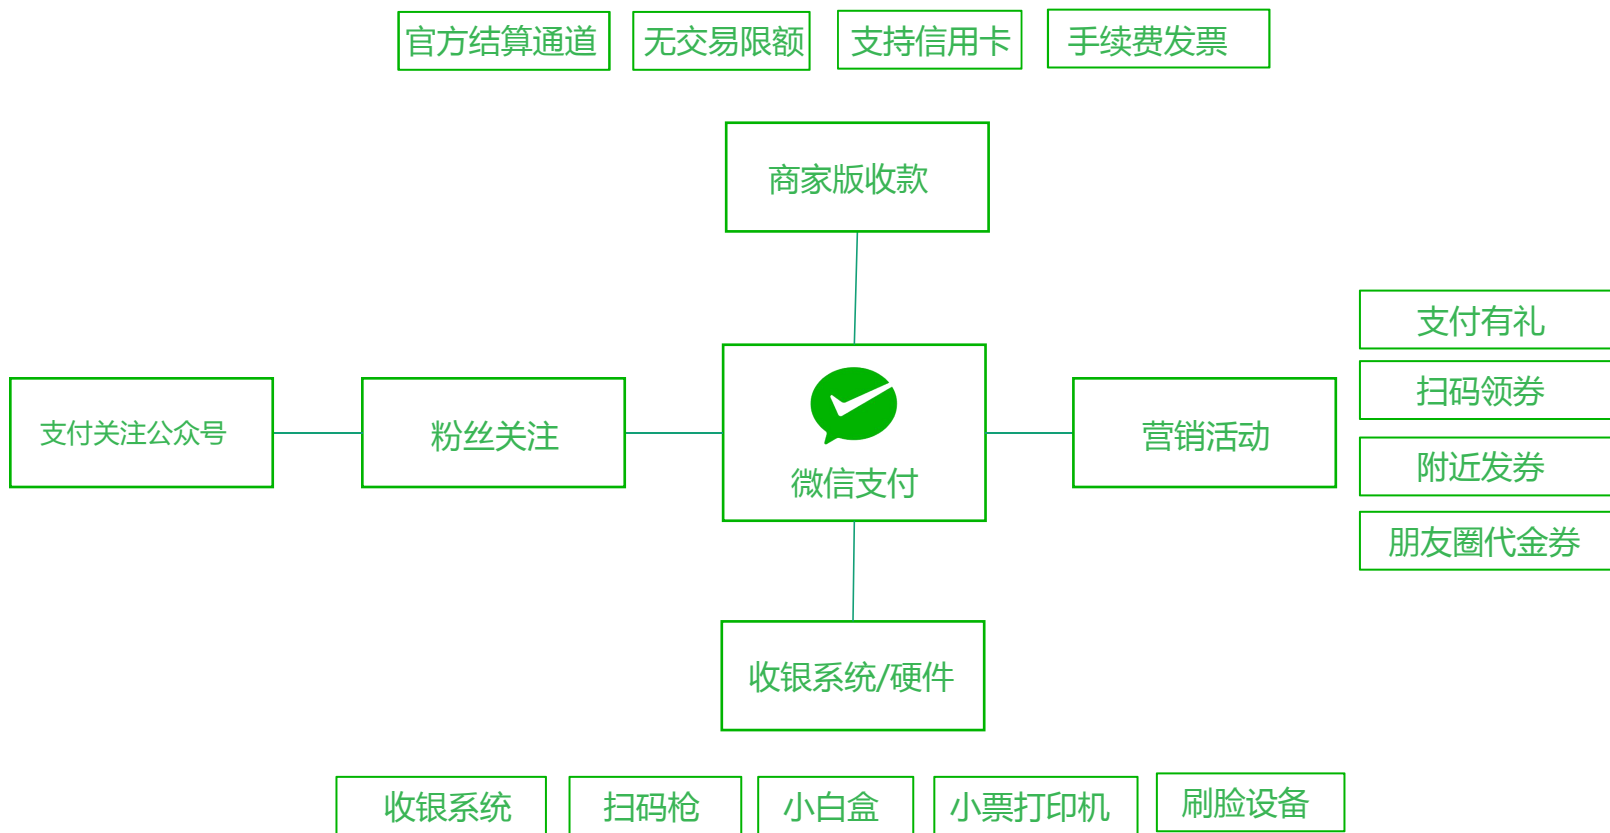 官方结算通道
无交易限额
支持信用卡
手续费发票
商家版收款
支付有礼
扫码领券
支付关注公众号
粉丝关注
微信支付
营销活动
附近发券
朋友圈代金券
收银系统/硬件
收银系统
扫码枪
小白盒
小票打印机
刷脸设备